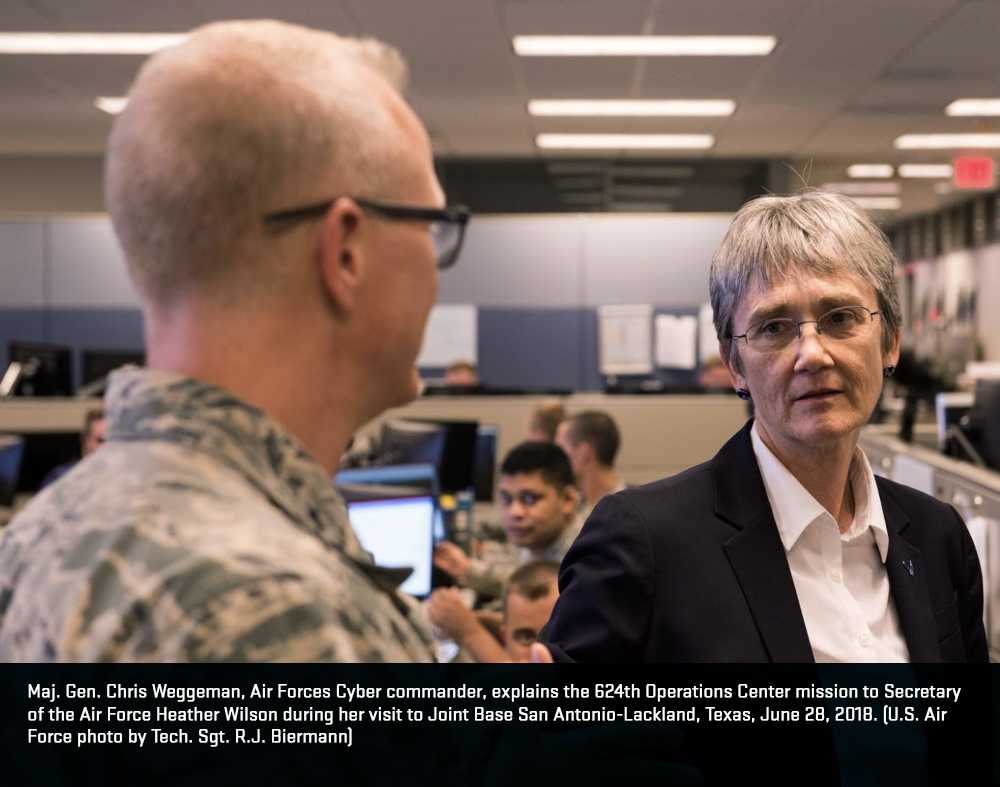 Maj. Gen. Chris Weggeman, Air Forces Cyber commander, explains the 624th Operations Center mission to Secretary
of the Air Force Heather Wilson during her visit to Joint Base San Antonio-Lackland, Texas, June 28, 2018. (U.S. Air
Force photo by Tech. Sgt. R.J. Biermann)